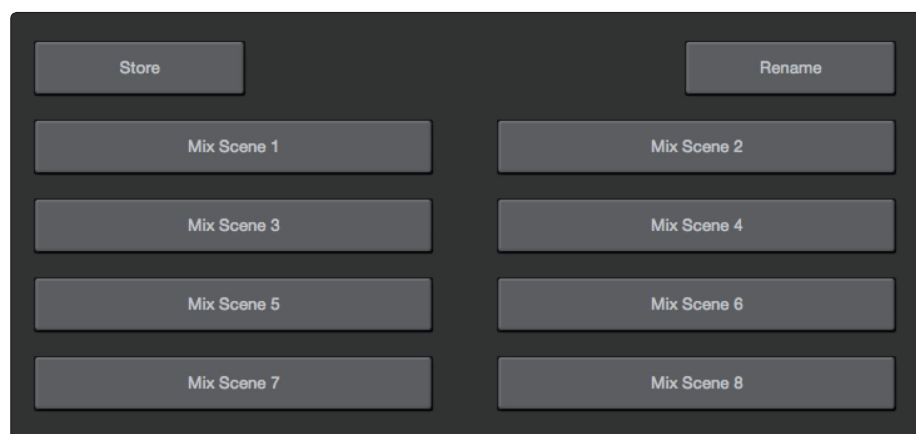 Store
Rename
Mix Scene 1
Mix Scene 2
Mix Scene 3
Mix Scene 4
Mix Scene 5
Mix Scene 6
Mix Scene 7
Mix Scene 8